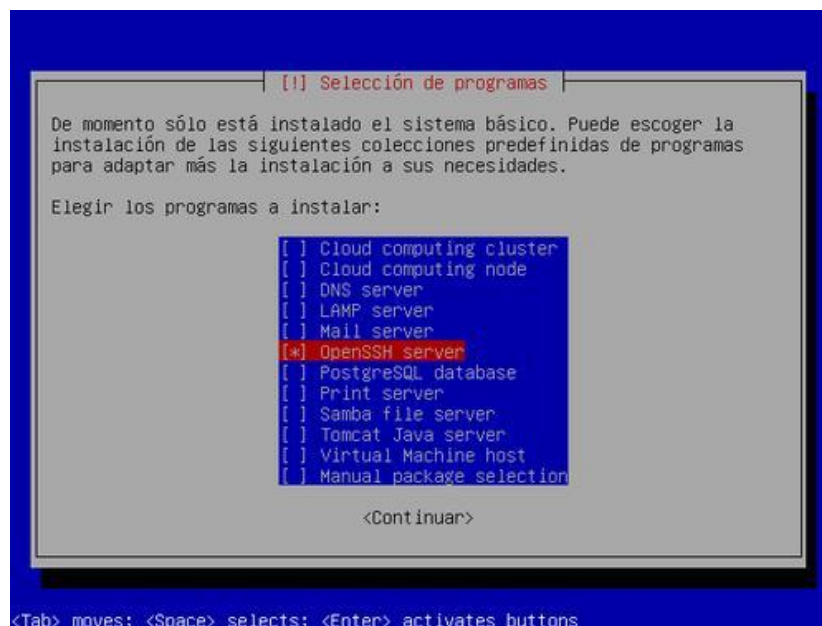 [!] Selección de programas
De momento sólo está instalado el sistema básico. Puede escoger la
instalación de las siguientes colecciones predefinidas de programas
para adaptar más la instalación a sus necesidades.
Elegir los programas a instalar:
[ ] Cloud computing cluster
[ ] Cloud computing node
[ ] DNS server
[ ] LAMP server
[ ] Mail server
[*] OpenSSH server
[ ] PostgreSQL database
[ ] Print server
[ ] Samba file server
[ ] Tomcat Java server
[ ] Virtual Machine host
[ ] Manual package selection
<Continuar>
<Tab> moves; <Space> selects; <Enter> activates buttons